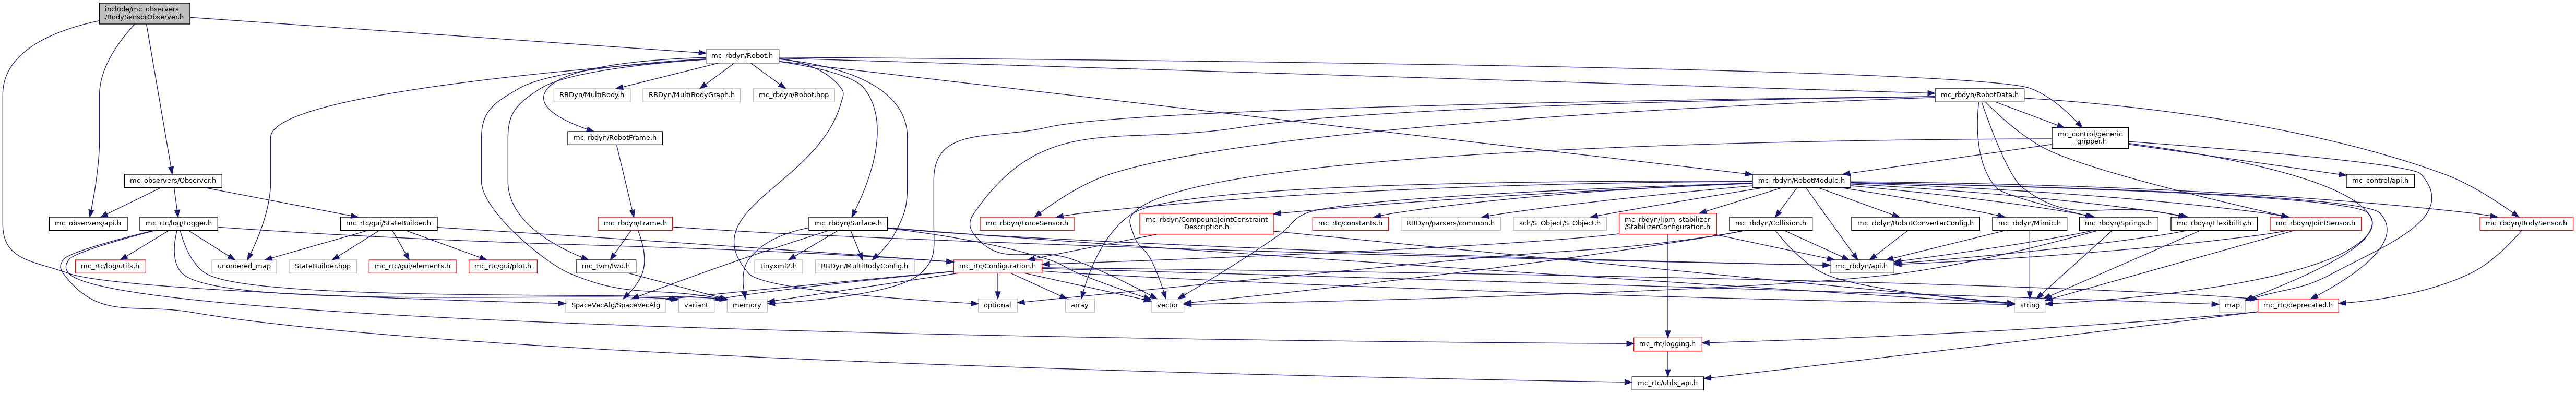 include/mc_observers
/BodySensorObserver.h
mc_rbdyn/Robot.h
RBDyn/MultiBody.h
RBDyn/MultiBodyGraph.h
mc_rbdyn/Robot.hpp
mc_rbdyn/RobotData.h
mc_rbdyn/RobotFrame.h
mc_control/generic
_gripper.h
mc_observers/Observer.h
mc_rbdyn/RobotModule.h
mc_control/api.h
mc_observers/api.h
mc_rtc/log/Logger.h
mc_rtc/gui/StateBuilder.h
mc_rbdyn/Frame.h
mc_rbdyn/Surface.h
mc_rbdyn/ForceSensor.h
mc_rbdyn/CompoundJointConstraint
Description.h
mc_rtc/constants.h
RBDyn/parsers/common.h
sch/S_Object/S_Object.h
mc_rbdyn/lipm_stabilizer
/StabilizerConfiguration.h
mc_rbdyn/Collision.h
mc_rbdyn/RobotConverterConfig.h
mc_rbdyn/Mimic.h
mc_rbdyn/Springs.h
mc_rbdyn/Flexibility.h
mc_rbdyn/JointSensor.h
mc_rbdyn/BodySensor.h
mc_rtc/log/utils.h
unordered_map
StateBuilder.hpp
mc_rtc/gui/elements.h
mc_rtc/gui/plot.h
mc_tvm/fwd.h
tinyxml2.h
RBDyn/MultiBodyConfig.h
mc_rtc/Configuration.h
mc_rbdyn/api.h
SpaceVecAlg/SpaceVecAlg
variant
memory
optional
array
vector
string
map
mc_rtc/deprecated.h
mc_rtc/logging.h
mc_rtc/utils_api.h